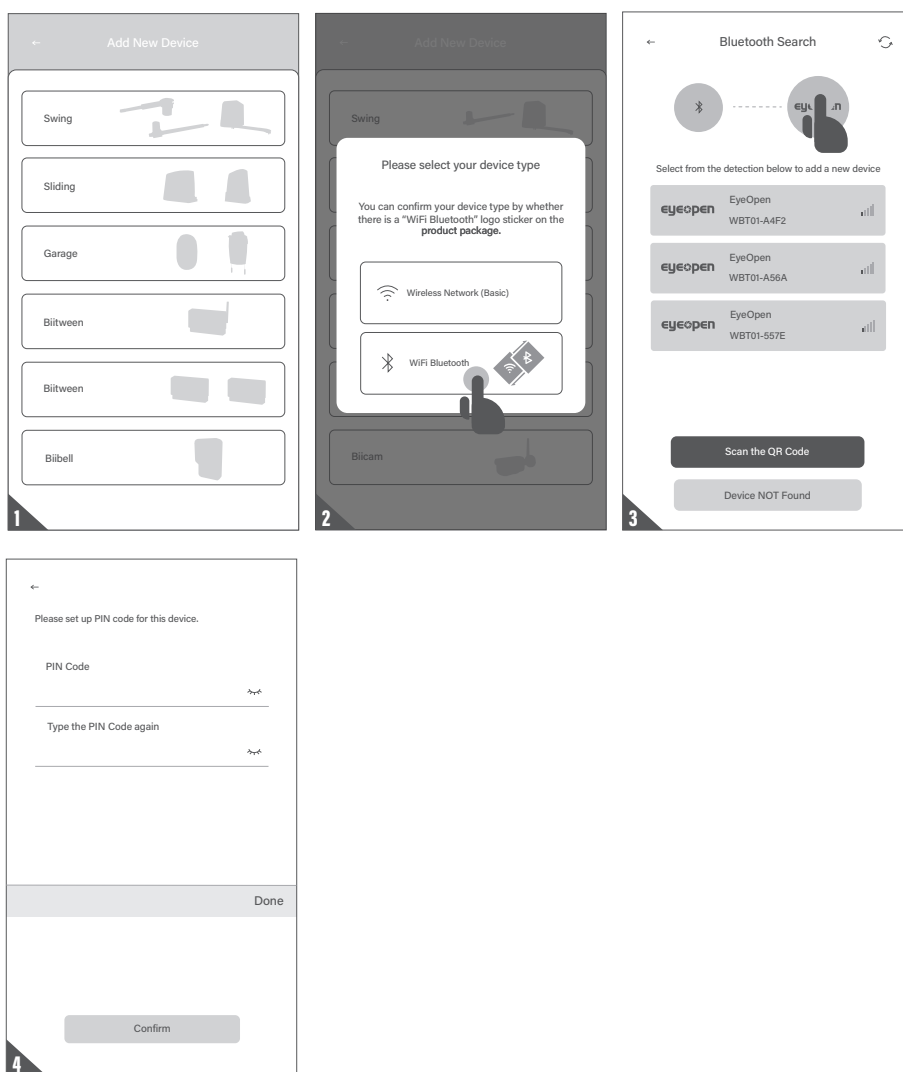 ← Add New Device
Swing
Sliding
Garage
Biitween
Biitween
Biibell
1
← Add New Device
Swing
Please select your device type
You can confirm your device type by whether
there is a “WiFi Bluetooth” logo sticker on the
product package.
Wireless Network (Basic)
WiFi Bluetooth
Biicam
2
← Bluetooth Search
Select from the detection below to add a new device
eyeopen
EyeOpen
WBT01-A4F2
eyeopen
EyeOpen
WBT01-A56A
eyeopen
EyeOpen
WBT01-557E
Scan the QR Code
Device NOT Found
3
←
Please set up PIN code for this device.
PIN Code
Type the PIN Code again
Done
Confirm
4